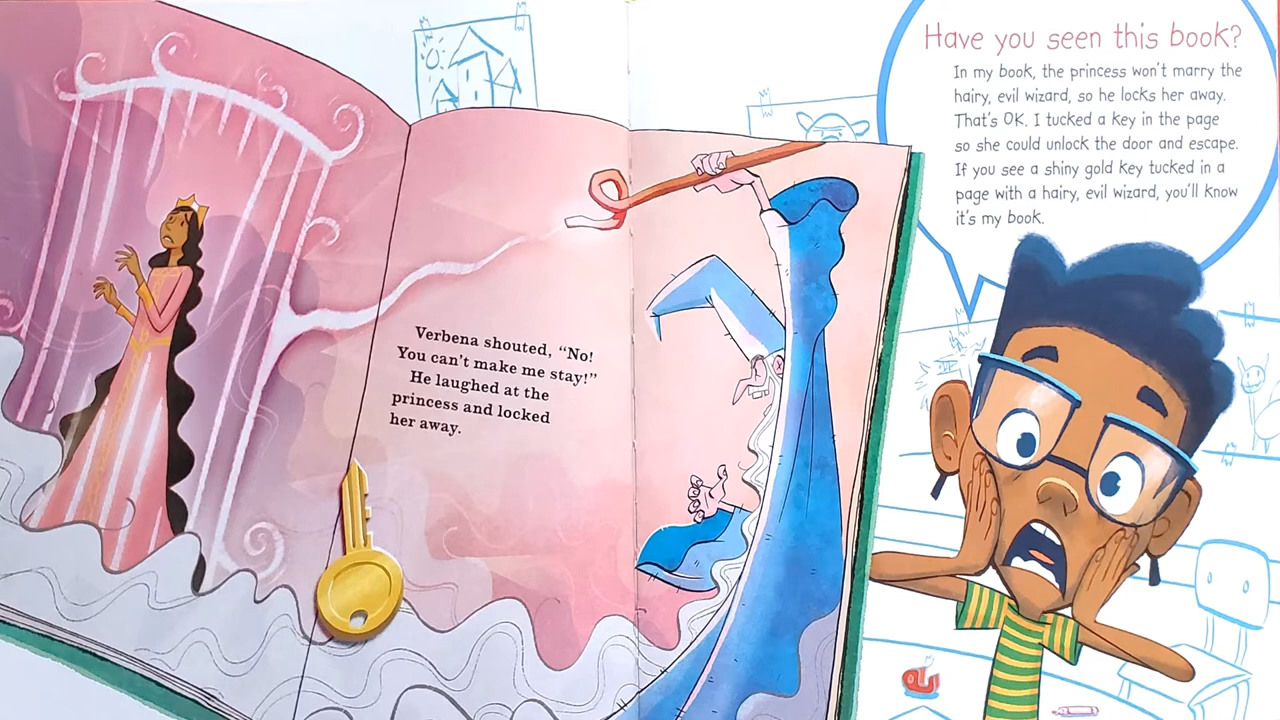 Verbena shouted, “No!
You can’t make me stay!”
He laughed at the
princess and locked
her away.
Have you seen this book?
In my book, the princess won’t marry the
hairy, evil wizard, so he locks her away.
That’s OK. I tucked a key in the page
so she could unlock the door and escape.
If you see a shiny gold key tucked in a
page with a hairy, evil wizard, you’ll know
it’s my book.